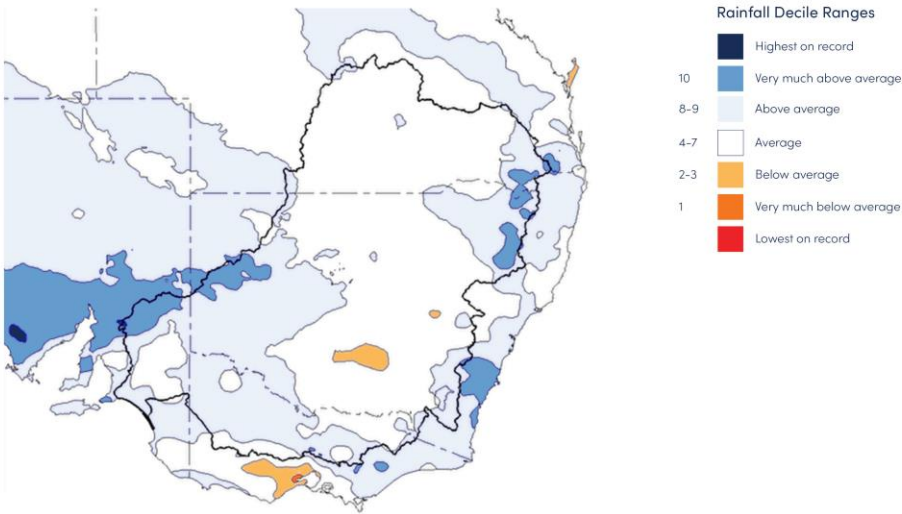 Rainfall Decile Ranges
Highest on record
10 Very much above average
8-9 Above average
4-7 Average
2-3 Below average
1 Very much below average
Lowest on record